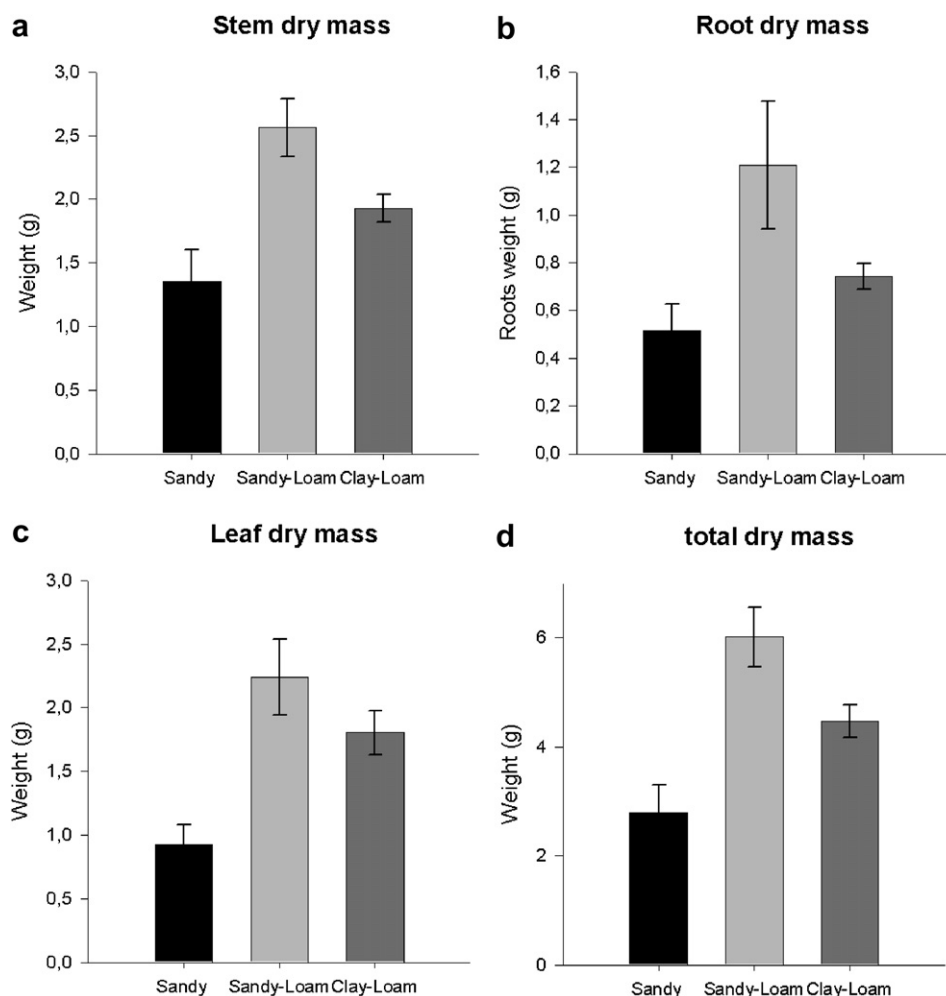 a
Stem dry mass
Weight (g)
3,0
2,5
2,0
1,5
1,0
0,5
0,0
Sandy Sandy-Loam Clay-Loam
b
Root dry mass
Roots weight (g)
1,6
1,4
1,2
1,0
0,8
0,6
0,4
0,2
0,0
Sandy Sandy-Loam Clay-Loam
c
Leaf dry mass
Weight (g)
3,0
2,5
2,0
1,5
1,0
0,5
0,0
Sandy Sandy-Loam Clay-Loam
d
total dry mass
Weight (g)
6
4
2
0
Sandy Sandy-Loam Clay-Loam